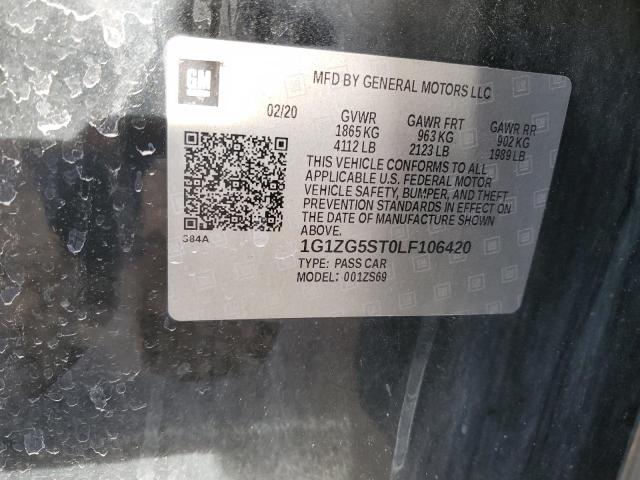 GM
MFD BY GENERAL MOTORS LLC
02/20 GVWR GAWR FRT GAWR RR
1865 KG 963 KG 902 KG
4112 LB 2123 LB 1989 LB
THIS VEHICLE CONFORMS TO ALL
APPLICABLE U.S. FEDERAL MOTOR
VEHICLE SAFETY, BUMPER, AND THEFT
PREVENTION STANDARDS IN EFFECT ON
THE DATE OF MANUFACTURE SHOWN
ABOVE.
G84A
1G1ZG5ST0LF106420
TYPE: PASS CAR
MODEL: 001ZS69